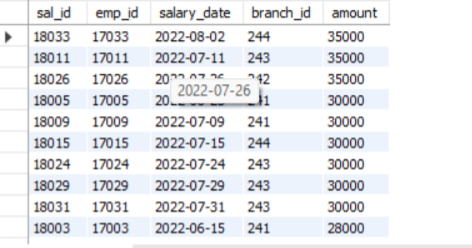 sal_id emp_id salary_date branch_id amount
18033 17033 2022-08-02 244 35000
18011 17011 2022-07-11 243 35000
18026 17026 2022-07-26 242 35000
2022-07-26
18005 17005 241 30000
18009 17009 2022-07-09 241 30000
18015 17015 2022-07-15 244 30000
18024 17024 2022-07-24 243 30000
18029 17029 2022-07-29 243 30000
18031 17031 2022-07-31 243 30000
18003 17003 2022-06-15 241 28000